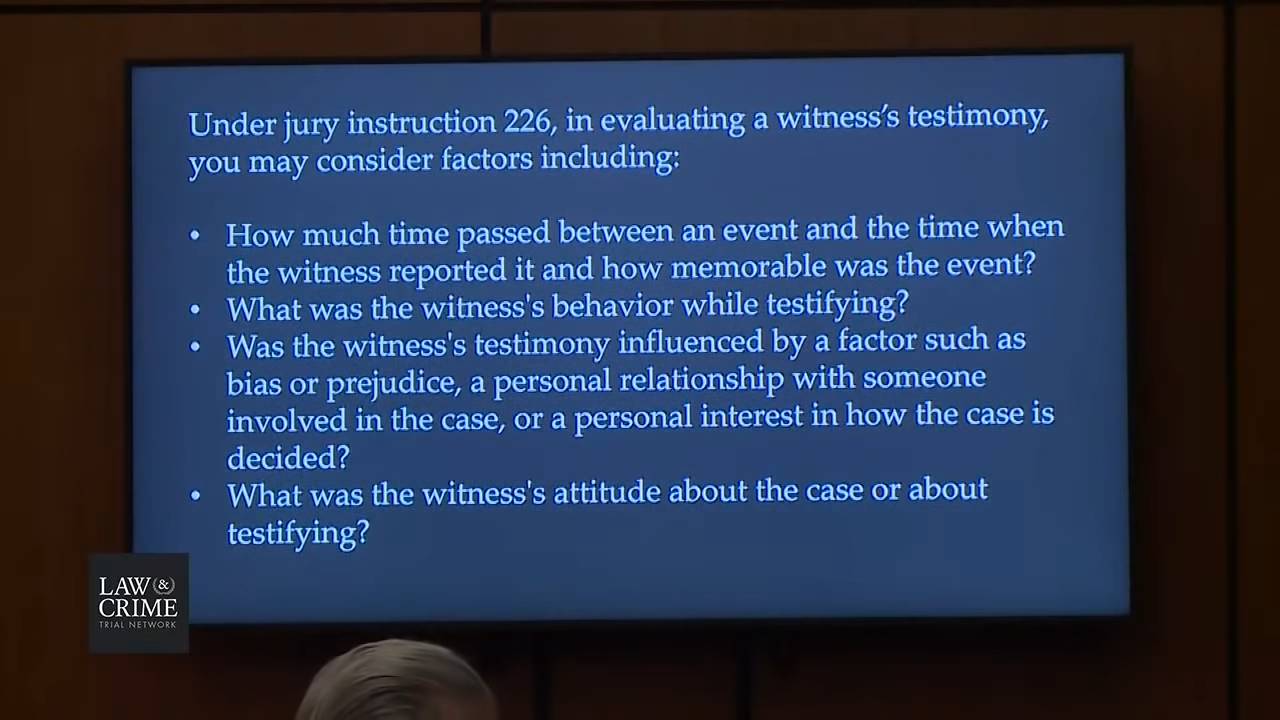 Under jury instruction 226, in evaluating a witness’s testimony,
you may consider factors including:
• How much time passed between an event and the time when
the witness reported it and how memorable was the event?
• What was the witness's behavior while testifying?
• Was the witness's testimony influenced by a factor such as
bias or prejudice, a personal relationship with someone
involved in the case, or a personal interest in how the case is
decided?
• What was the witness's attitude about the case or about
testifying?
LAW &
CRIME
TRIAL NETWORK